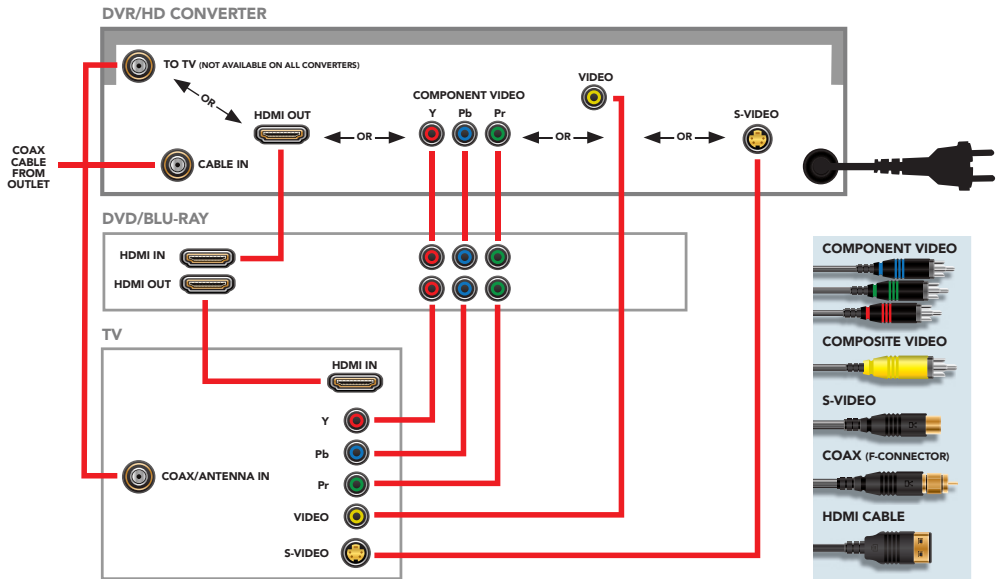 DVR/HD CONVERTER
TO TV (NOT AVAILABLE ON ALL CONVERTERS)
OR
HDMI OUT
OR
COMPONENT VIDEO
Y Pb Pr
OR
VIDEO
OR
S-VIDEO
COAX
CABLE
FROM
OUTLET
CABLE IN
DVD/BLU-RAY
HDMI IN
HDMI OUT
TV
HDMI IN
Y
Pb
Pr
COAX/ANTENNA IN
VIDEO
S-VIDEO
COMPONENT VIDEO
COMPOSITE VIDEO
S-VIDEO
COAX (F-CONNECTOR)
HDMI CABLE